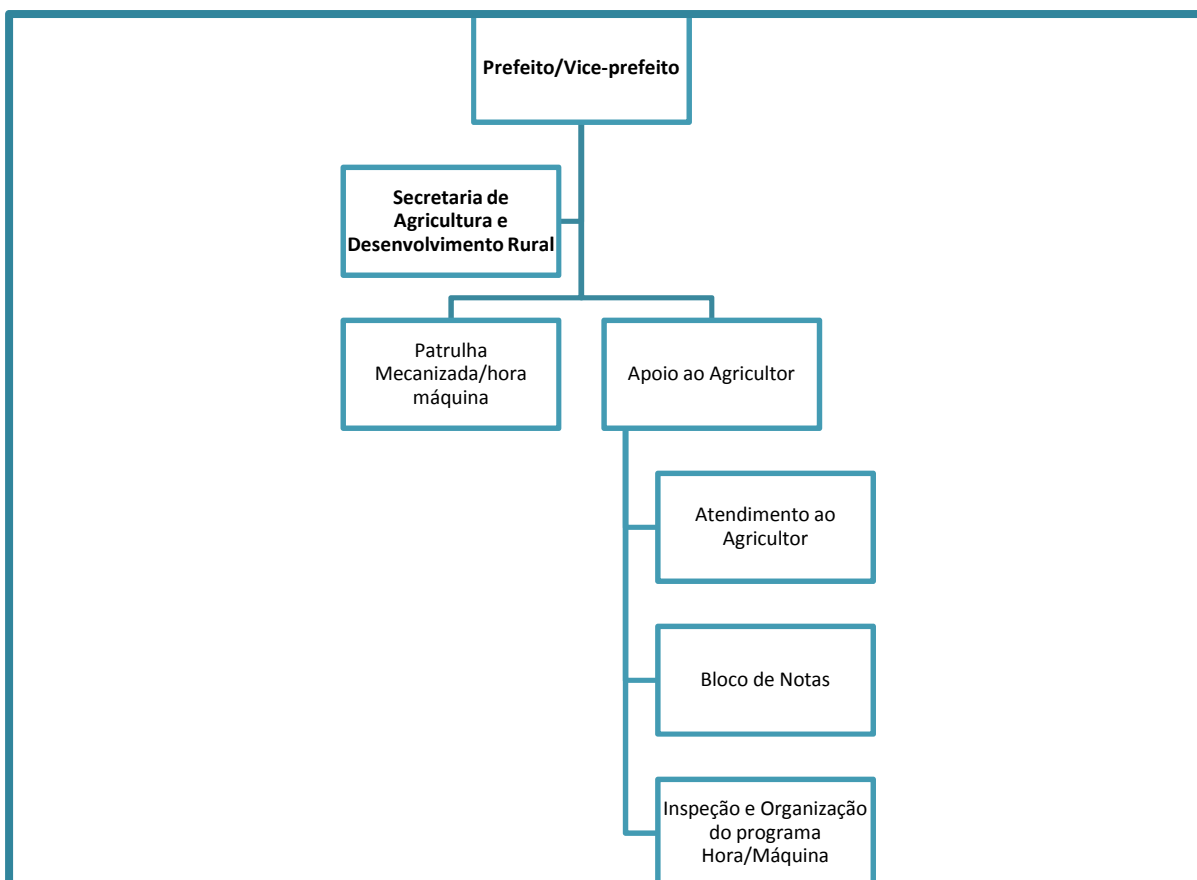 Prefeito/Vice-prefeito
Secretaria de
Agricultura e
Desenvolvimento Rural
Patrulha
Mecanizada/hora
máquina
Apoio ao Agricultor
Atendimento ao
Agricultor
Bloco de Notas
Inspeção e Organização
do programa
Hora/Máquina